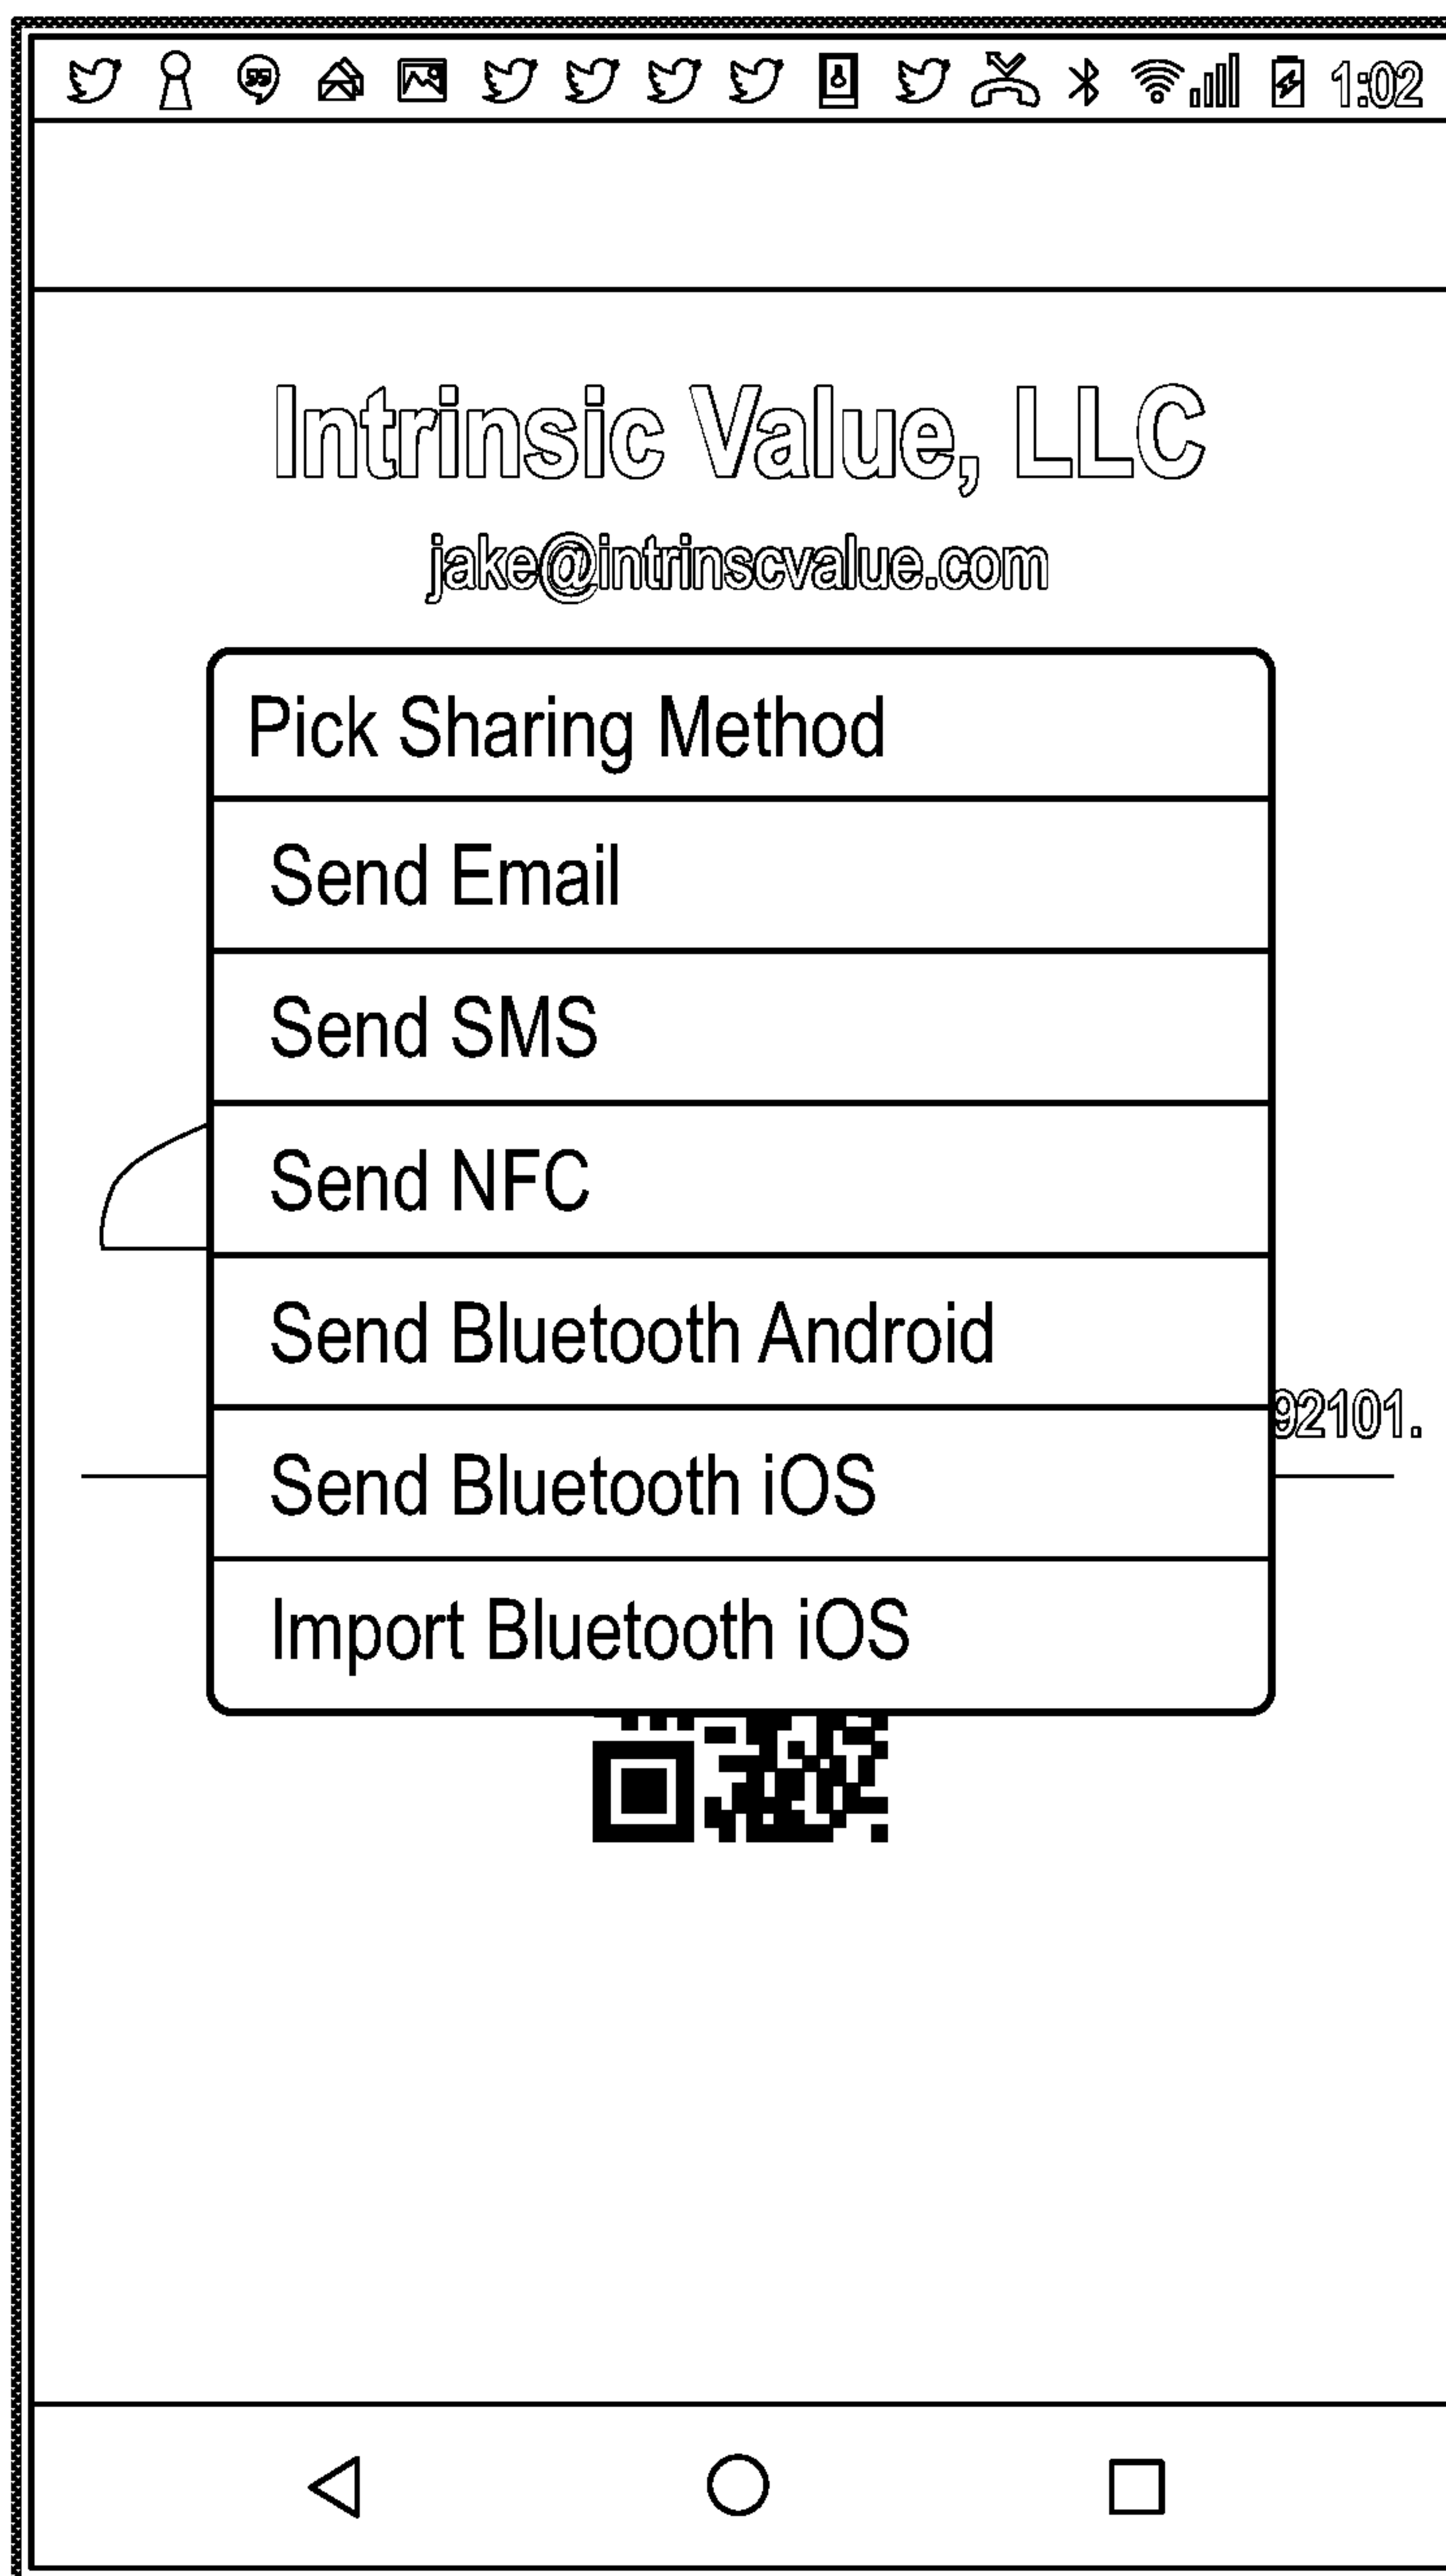 1:02
Intrinsic Value, LLC
jake@intrinscvalue.com
Pick Sharing Method
Send Email
Send SMS
Send NFC
Send Bluetooth Android
92101.
Send Bluetooth iOS
Import Bluetooth iOS